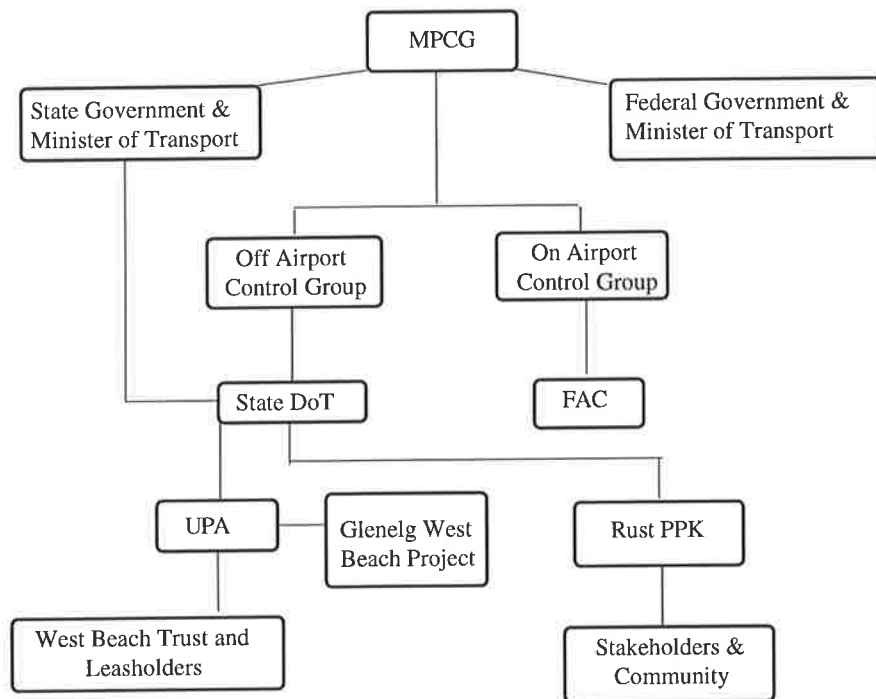 MPCG
State Government &
Minister of Transport
Federal Government &
Minister of Transport
Off Airport
Control Group
On Airport
Control Group
State DoT
FAC
UPA
Glenelg West
Beach Project
Rust PPK
West Beach Trust and
Leasholders
Stakeholders &
Community